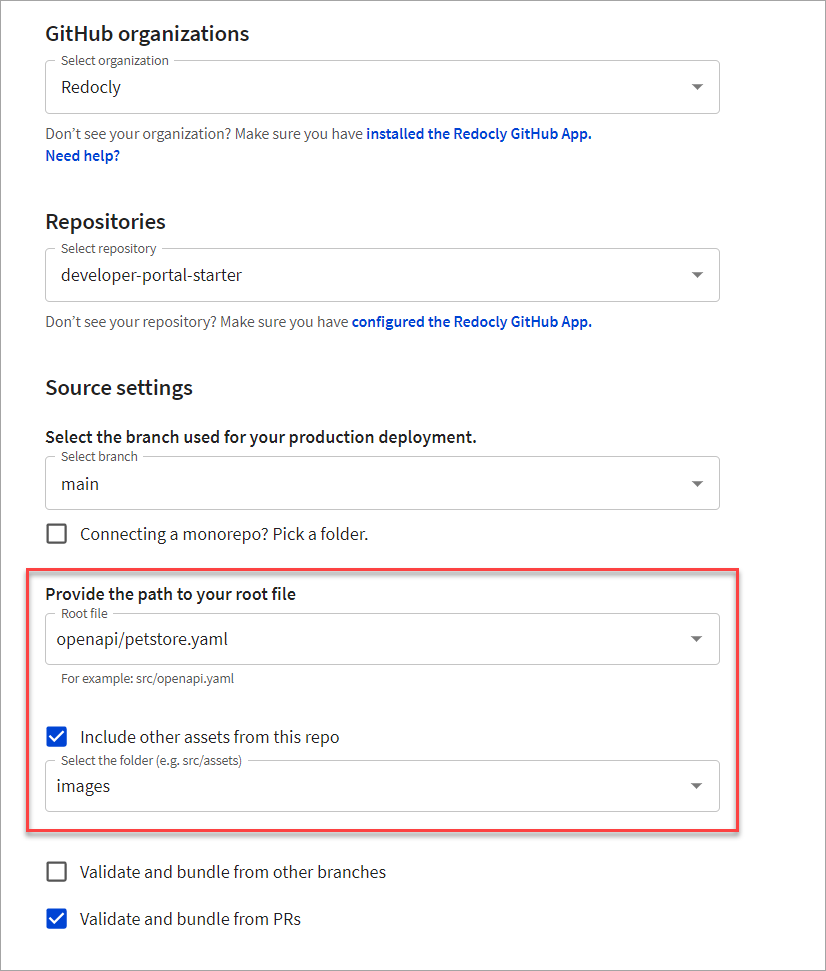 GitHub organizations
Select organization
Redocly
Don't see your organization? Make sure you have installed the Redocly GitHub App.
Need help?
Repositories
Select repository
developer-portal-starter
Don't see your repository? Make sure you have configured the Redocly GitHub App.
Source settings
Select the branch used for your production deployment.
Select branch
main
Connecting a monorepo? Pick a folder.
Provide the path to your root file
Root file
openapi/petstore.yaml
For example: src/openapi.yaml
Include other assets from this repo
Select the folder (e.g. src/assets)
images
Validate and bundle from other branches
Validate and bundle from PRs